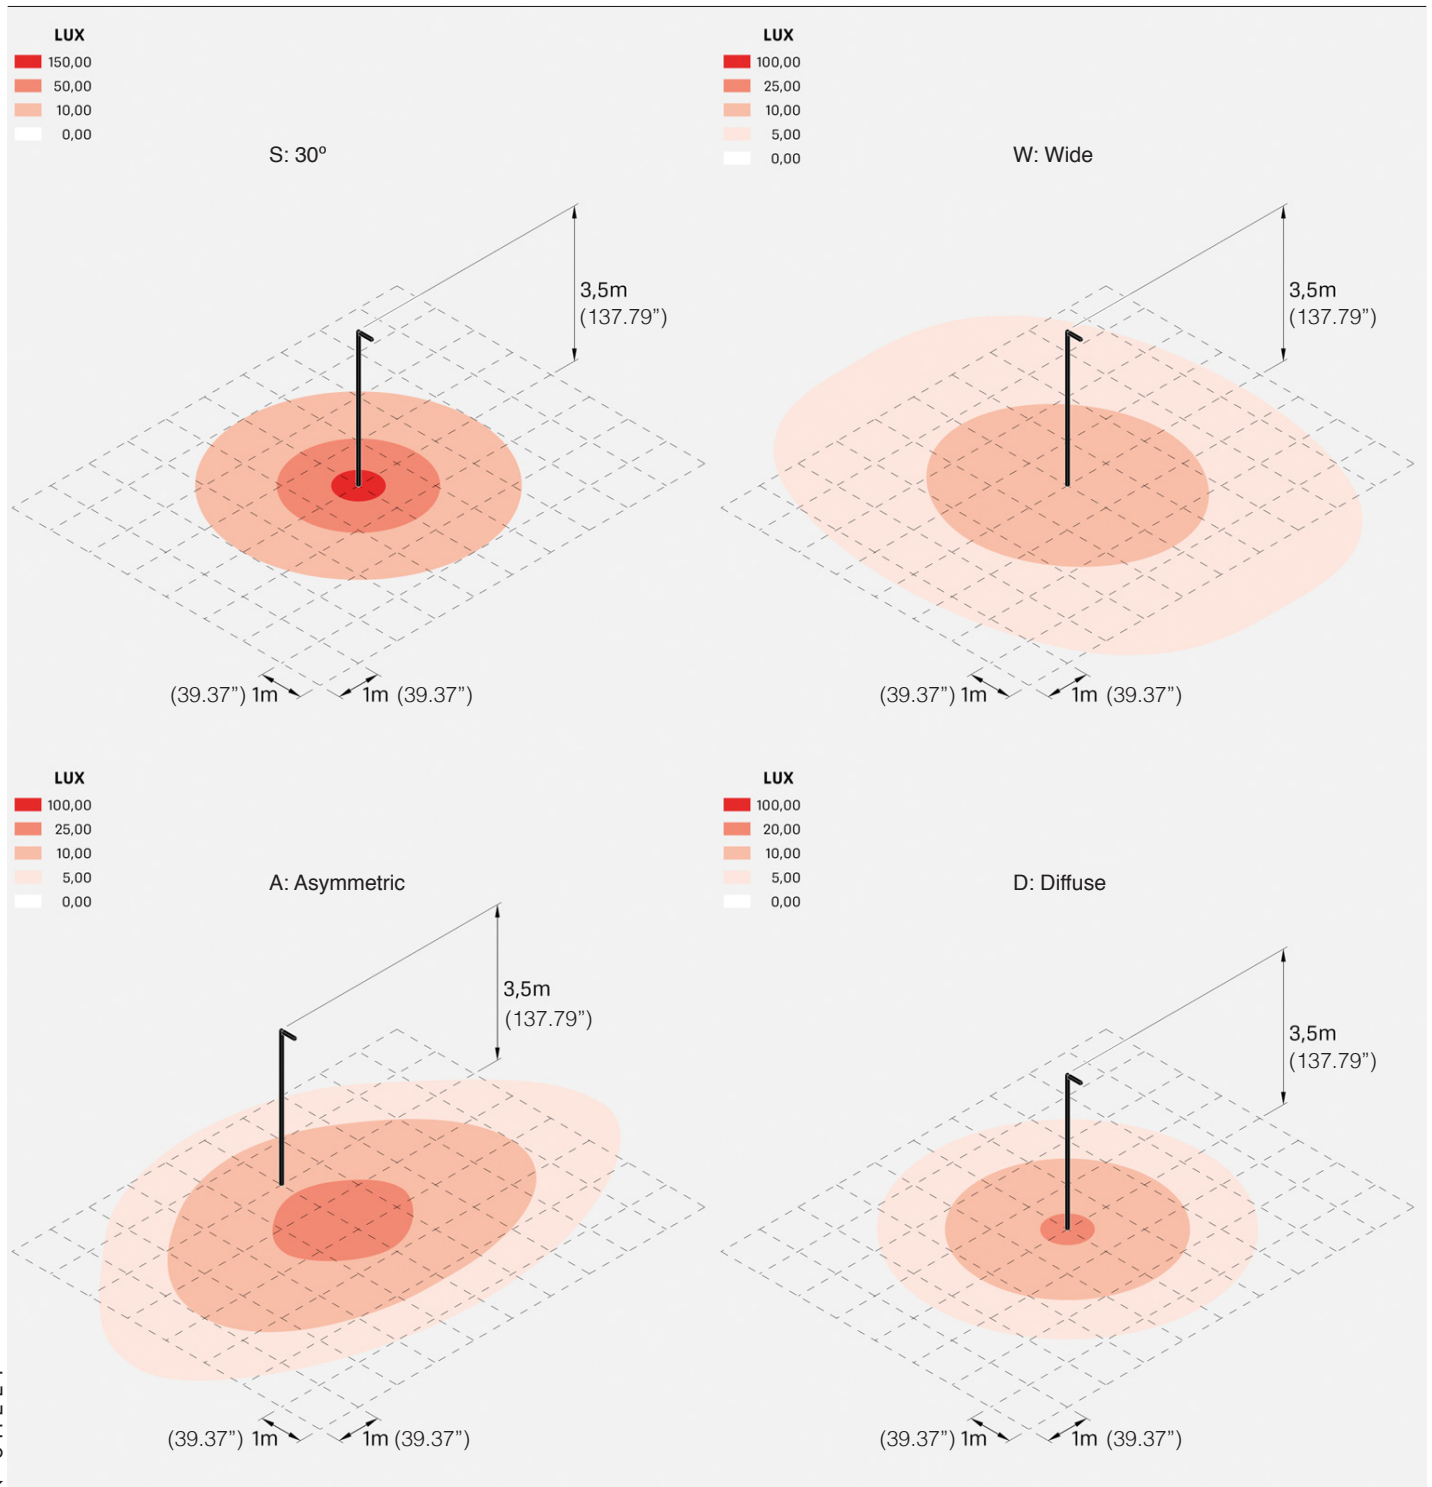 LUX
150,00
50,00
10,00
0,00
S: 30º
3,5m
(137.79”)
(39.37”) 1m
1m (39.37”)
LUX
100,00
25,00
10,00
5,00
0,00
W: Wide
3,5m
(137.79”)
(39.37”) 1m
1m (39.37”)
LUX
100,00
25,00
10,00
5,00
0,00
A: Asymmetric
3,5m
(137.79”)
(39.37”) 1m
1m (39.37”)
LUX
100,00
20,00
10,00
5,00
0,00
D: Diffuse
3,5m
(137.79”)
(39.37”) 1m
1m (39.37”)